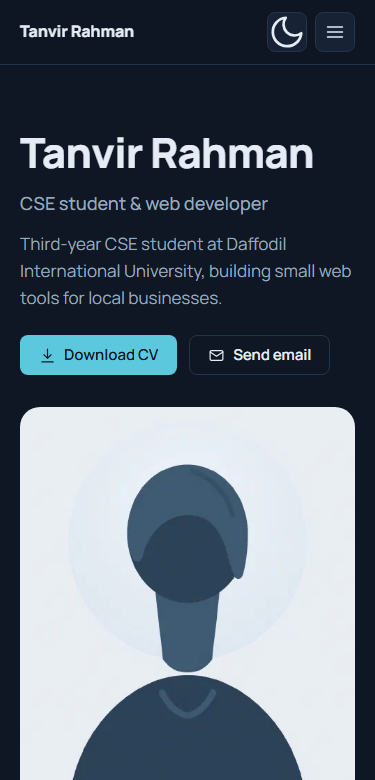 Tanvir Rahman
Tanvir Rahman
CSE student & web developer
Third-year CSE student at Daffodil
International University, building small web
tools for local businesses.
Download CV
Send email